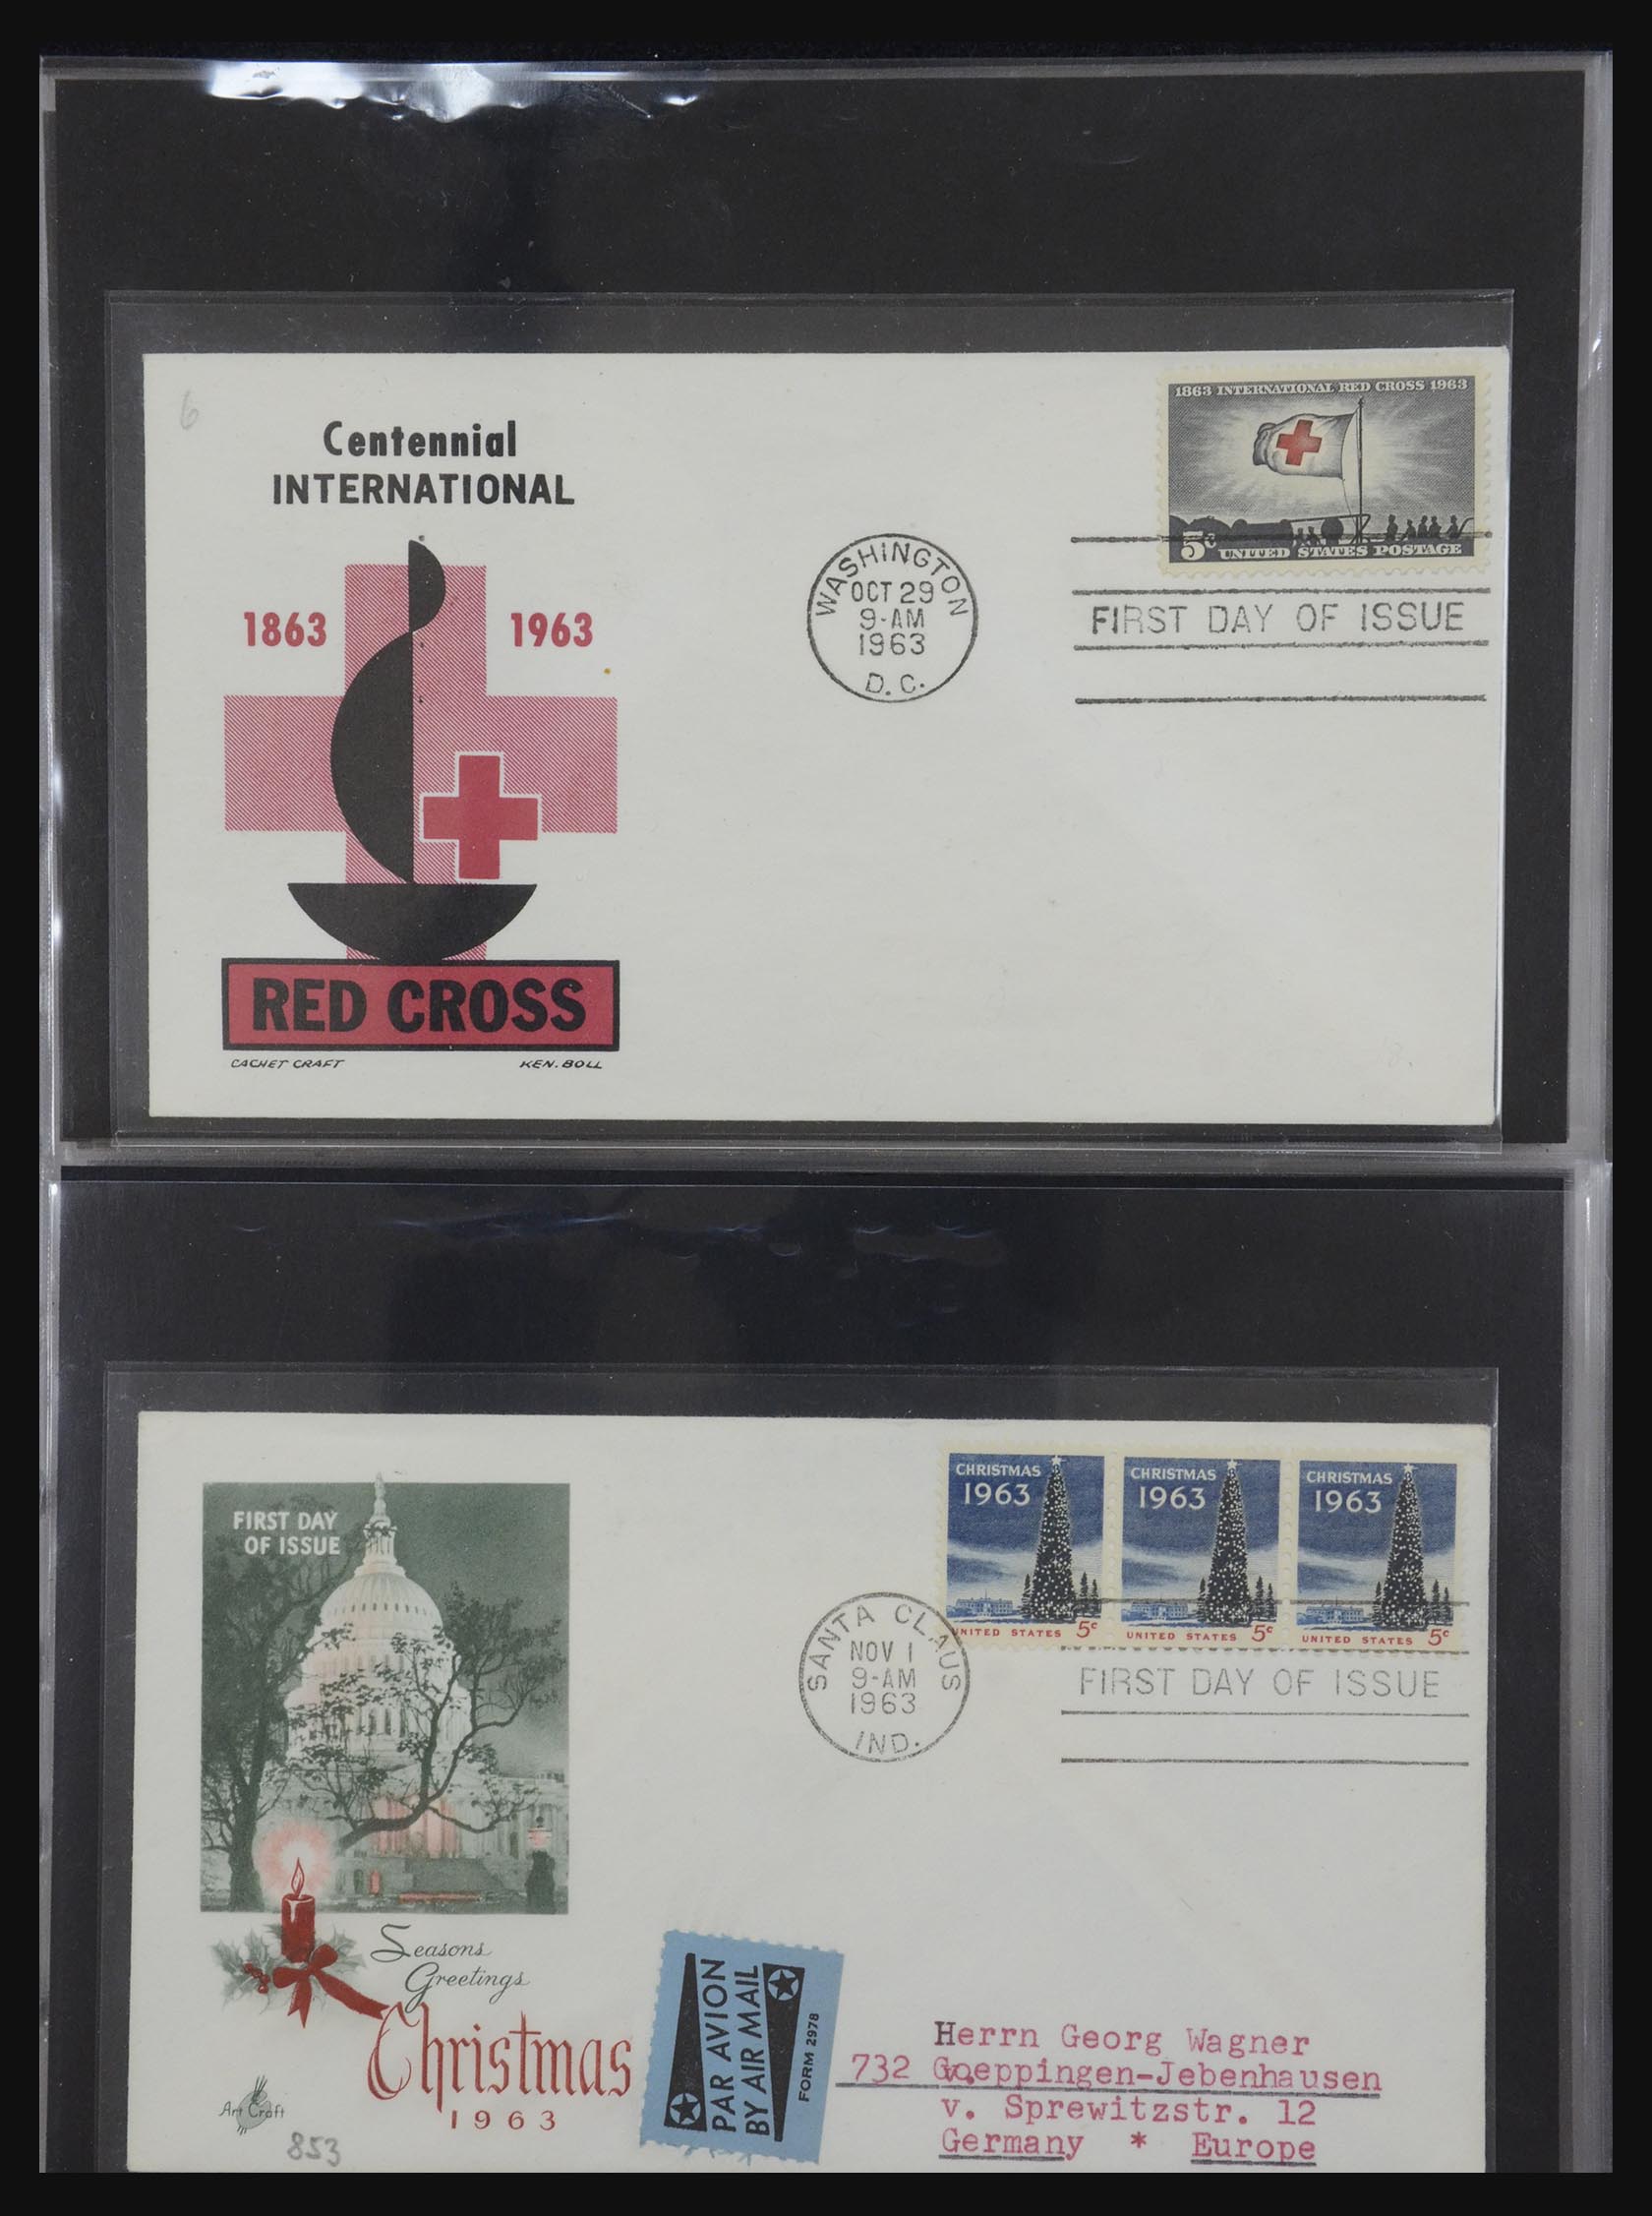 6
Centennial
INTERNATIONAL
1863 1963
RED CROSS
CACHET CRAFT KEN. BOLL
WASHINGTON
OCT 29
9-AM
1963
D.C.
1863 INTERNATIONAL RED CROSS 1963
5¢ UNITED STATES POSTAGE
FIRST DAY OF ISSUE
FIRST DAY
OF ISSUE
Seasons
Greetings
Christmas
1963
Art Craft
853
SANTA CLAUS
NOV 1
9-AM
1963
IND.
CHRISTMAS
1963
UNITED STATES 5¢
CHRISTMAS
1963
UNITED STATES 5¢
CHRISTMAS
1963
UNITED STATES 5¢
FIRST DAY OF ISSUE
PAR AVION
BY AIR MAIL
FORM 2978
Herrn Georg Wagner
732 Goeppingen-Jebenhausen
v. Sprewitzstr. 12
Germany * Europe